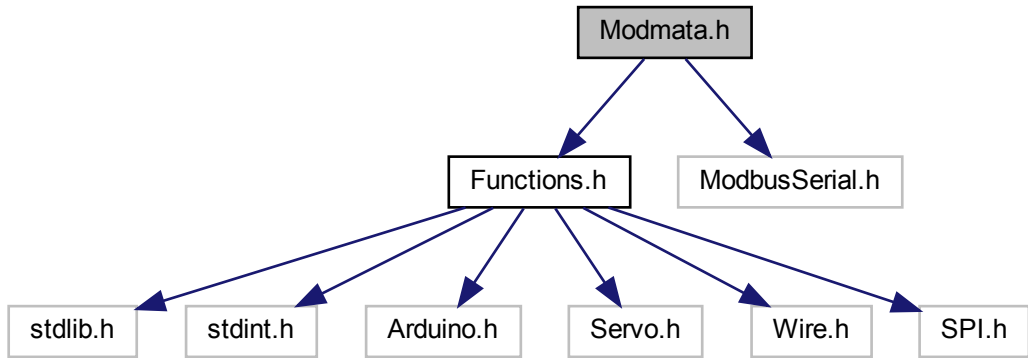 Modmata.h
Functions.h
ModbusSerial.h
stdlib.h
stdint.h
Arduino.h
Servo.h
Wire.h
SPI.h